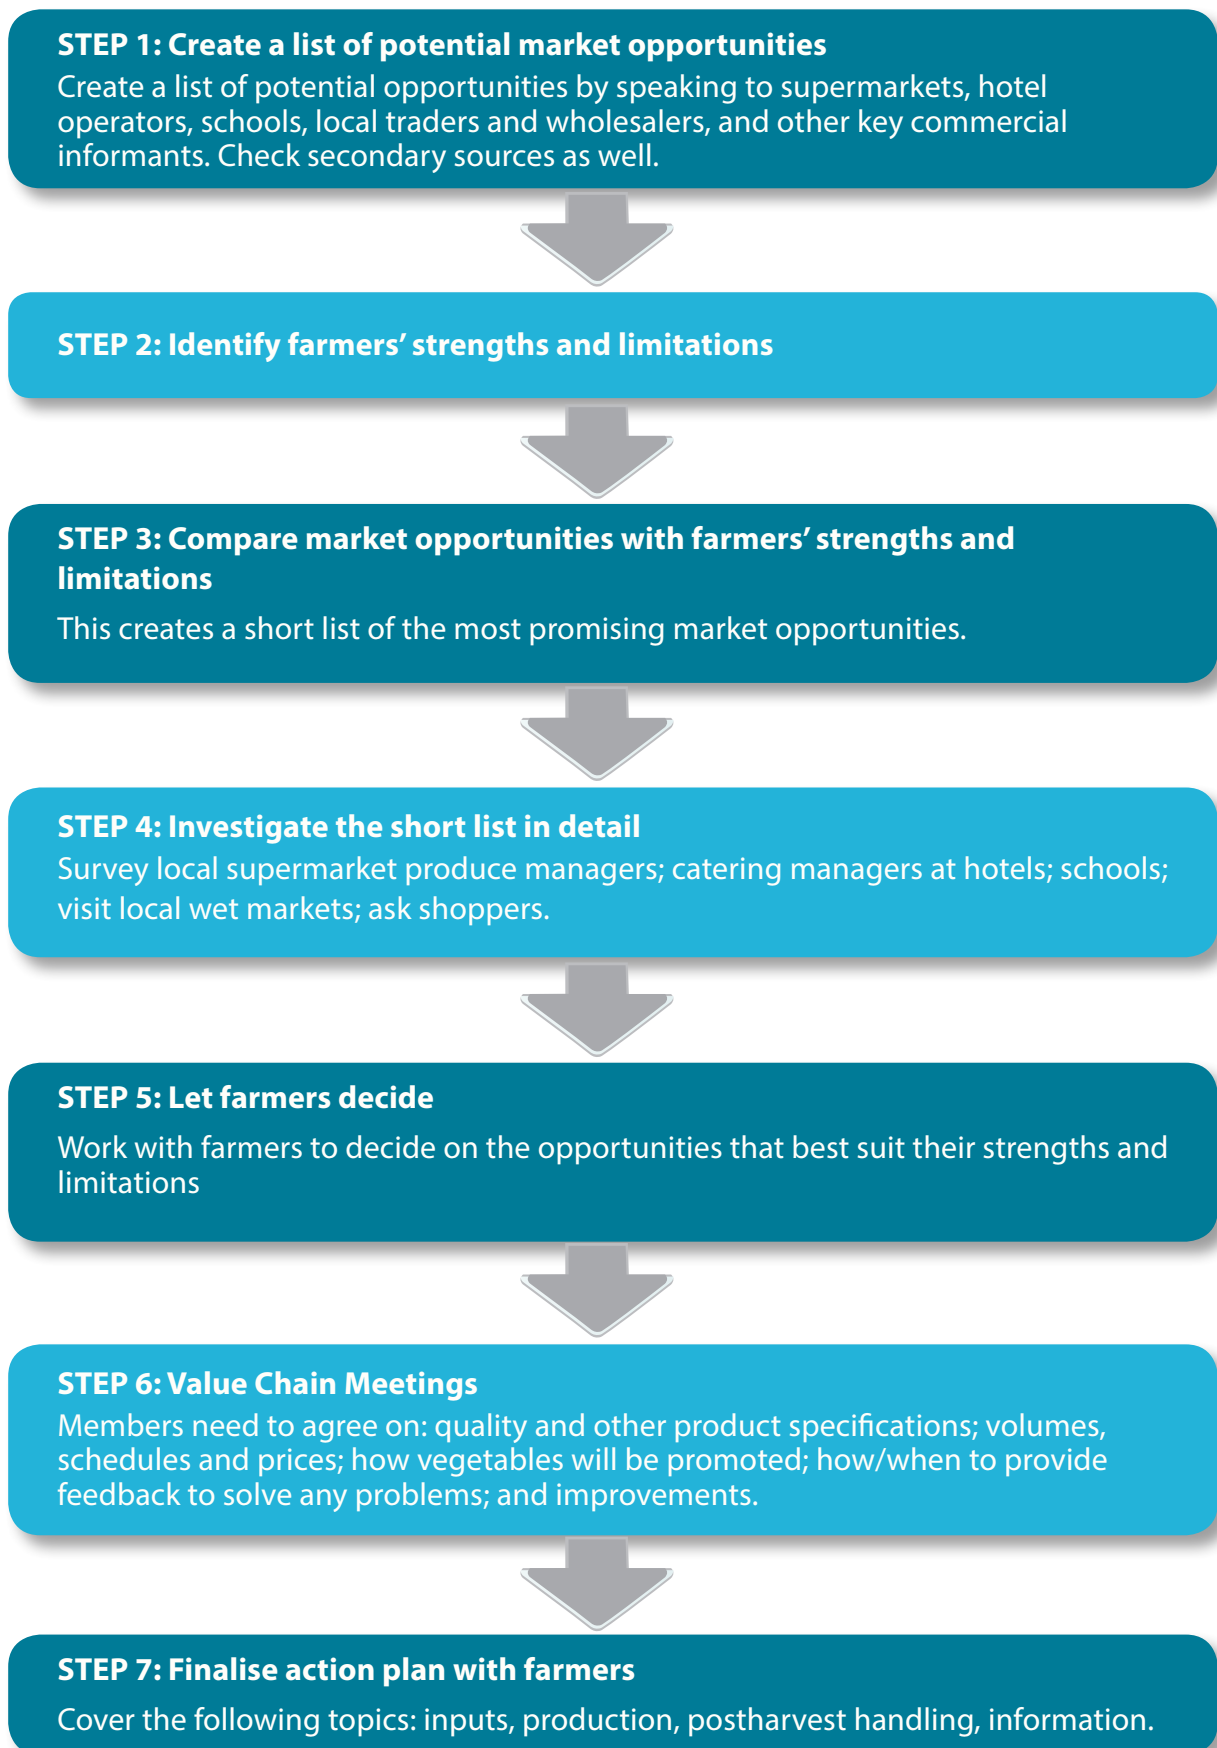 STEP 1: Create a list of potential market opportunities
Create a list of potential opportunities by speaking to supermarkets, hotel
operators, schools, local traders and wholesalers, and other key commercial
informants. Check secondary sources as well.
STEP 2: Identify farmers’ strengths and limitations
STEP 3: Compare market opportunities with farmers’ strengths and
limitations
This creates a short list of the most promising market opportunities.
STEP 4: Investigate the short list in detail
Survey local supermarket produce managers; catering managers at hotels; schools;
visit local wet markets; ask shoppers.
STEP 5: Let farmers decide
Work with farmers to decide on the opportunities that best suit their strengths and
limitations
STEP 6: Value Chain Meetings
Members need to agree on: quality and other product specifications; volumes,
schedules and prices; how vegetables will be promoted; how/when to provide
feedback to solve any problems; and improvements.
STEP 7: Finalise action plan with farmers
Cover the following topics: inputs, production, postharvest handling, information.